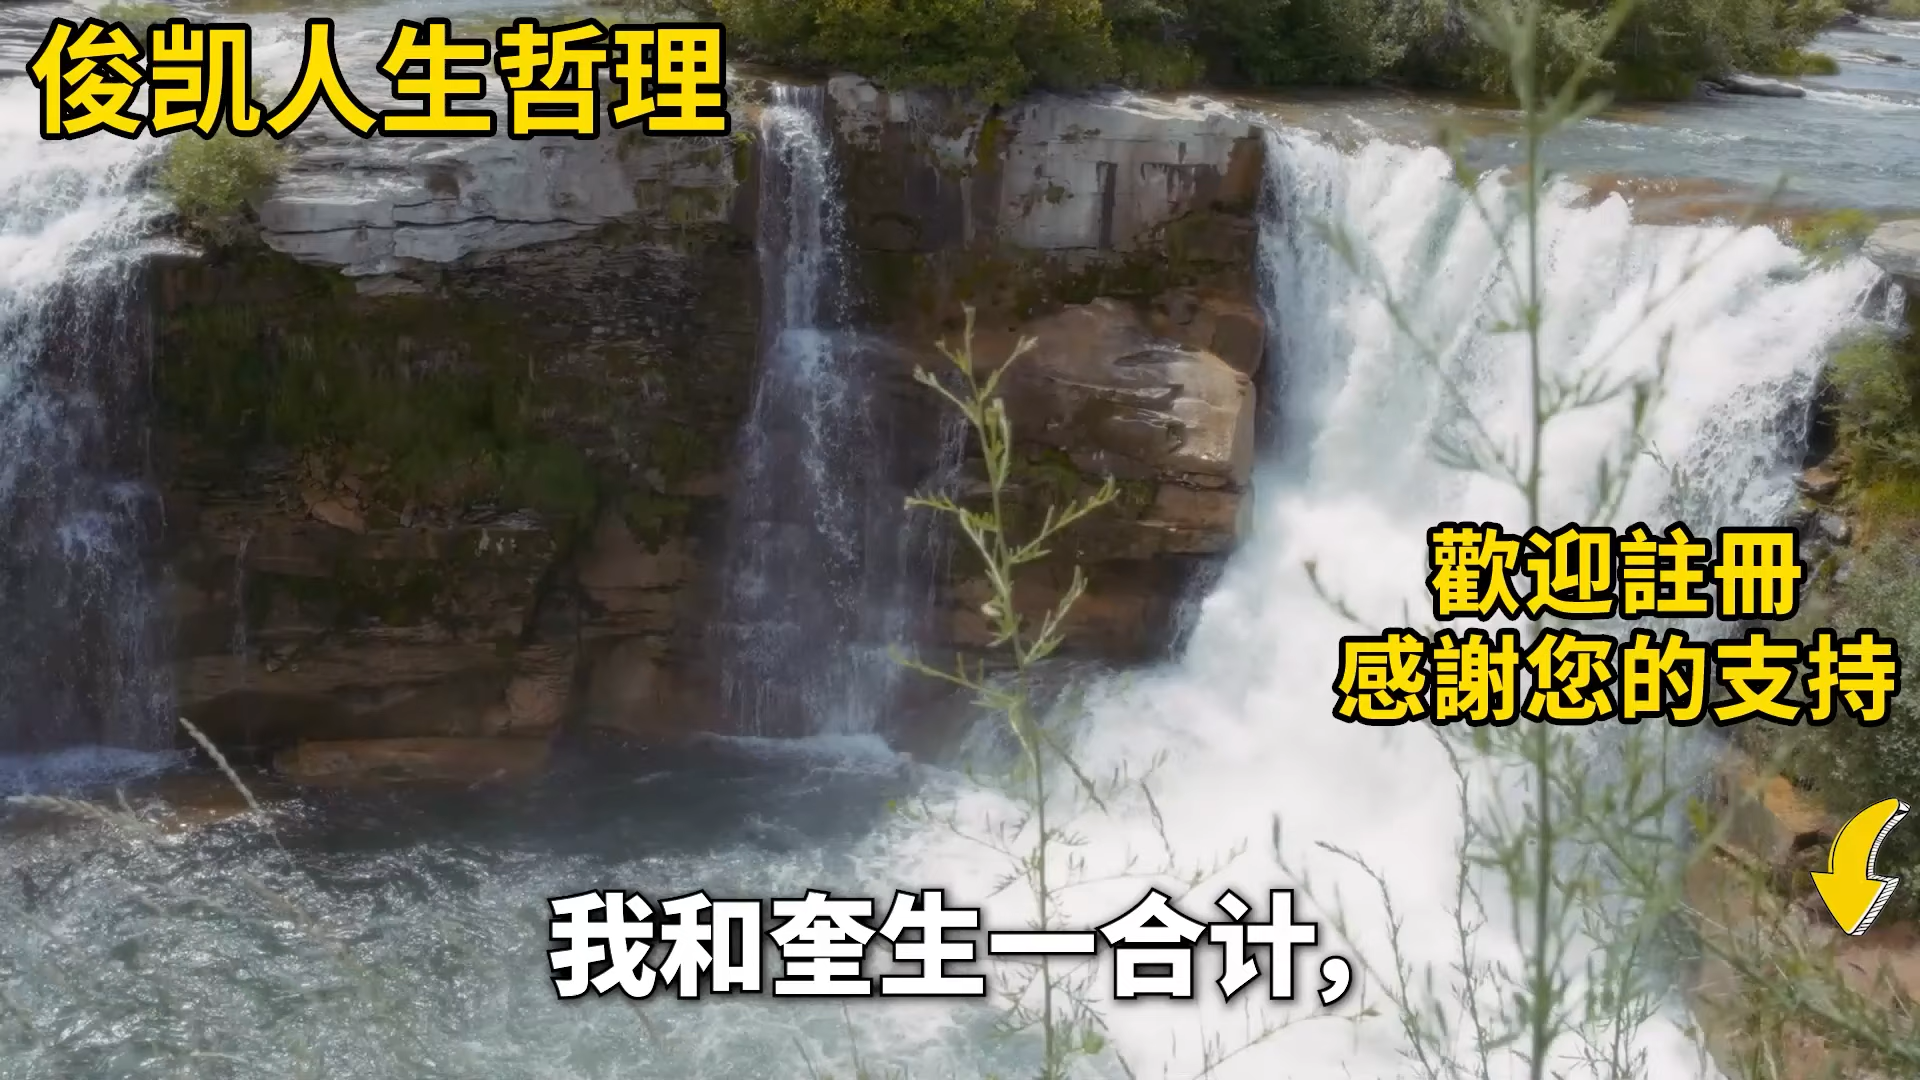 俊凯人生哲理
歡迎註冊
感謝您的支持
我和奎生一合计，